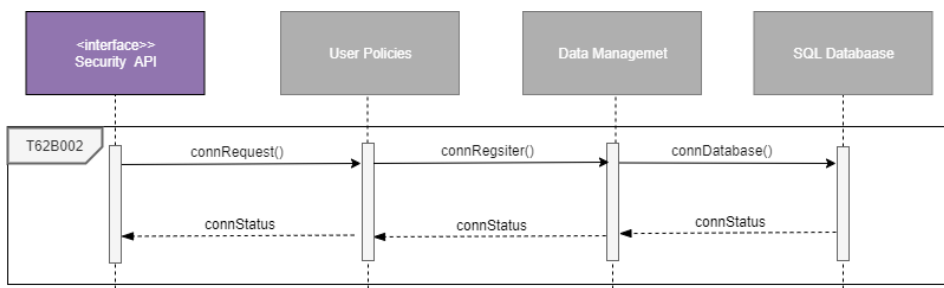 <interface>>
Security API
User Policies
Data Managemet
SQL Databaase
T62B002
connRequest()
connRegsiter()
connDatabase()
connStatus
connStatus
connStatus